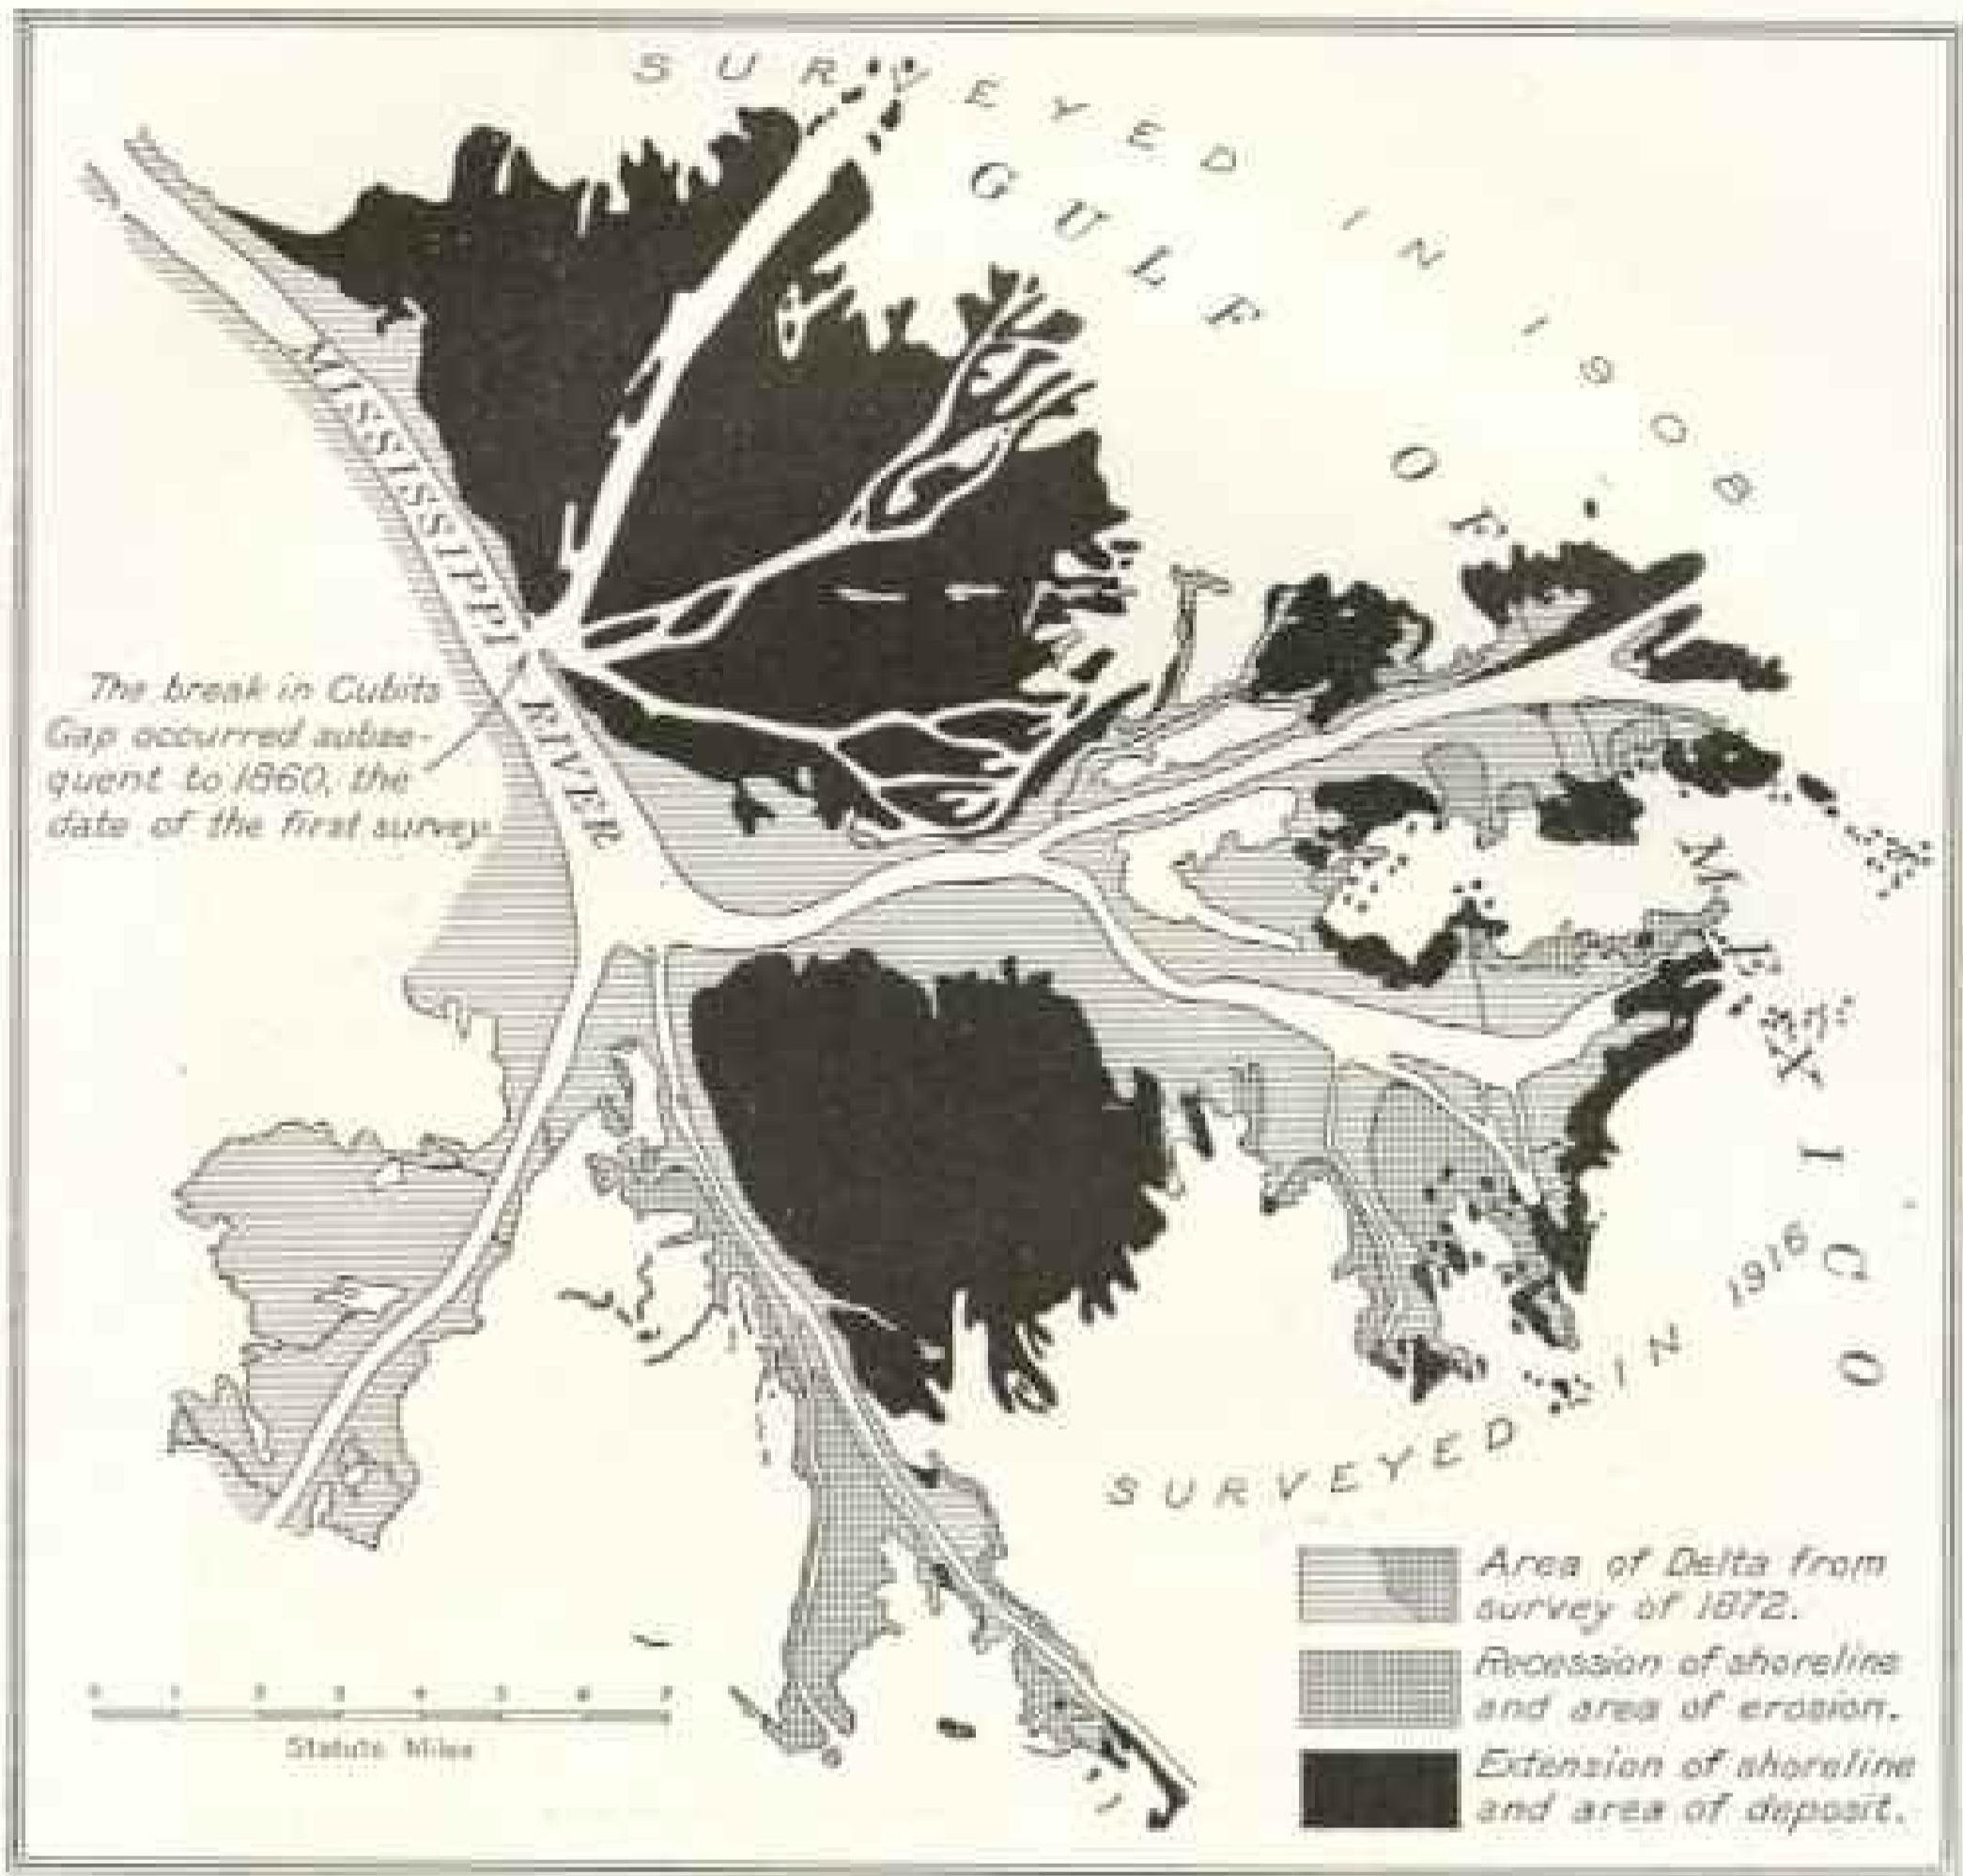 SURVEYED IN 1908
GULF OF MEXICO
MISSISSIPPI RIVER
The break in Cubits
Gap occurred subse-
quent to 1860, the
date of the first survey.
SURVEYED IN 1916
Area of Delta from
survey of 1872.
Recession of shoreline
and area of erosion.
Extension of shoreline
and area of deposit.
0 1 2 3 4 5 6 7
Statute Miles